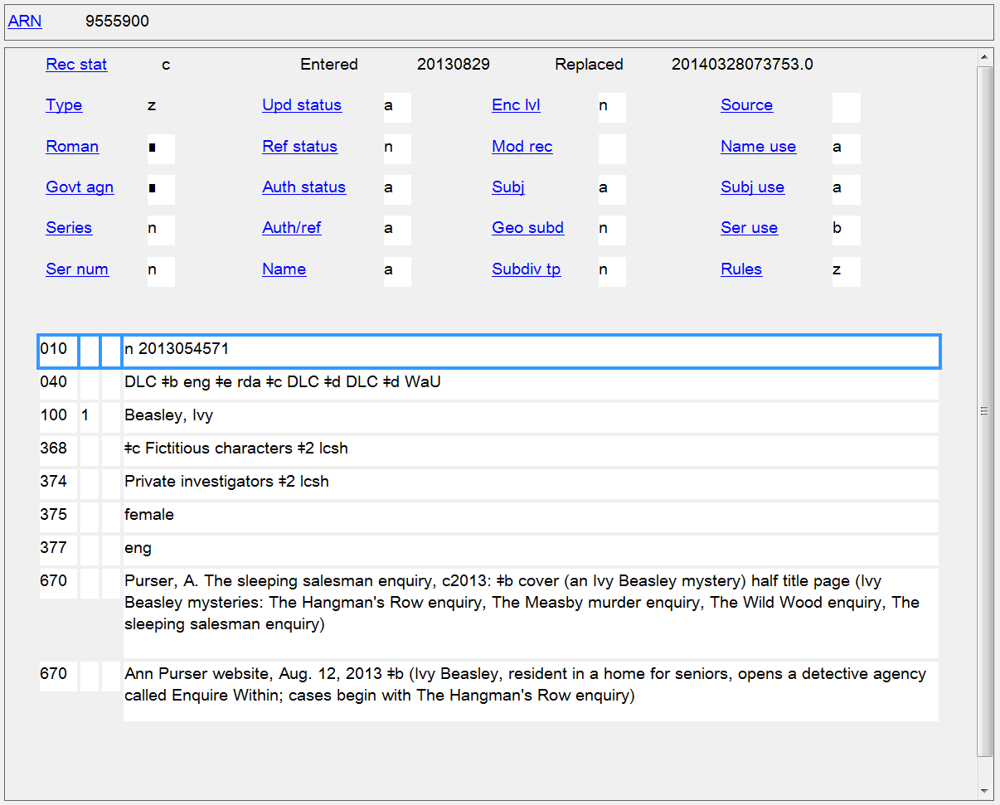 ARN 9555900
Rec stat c Entered 20130829 Replaced 20140328073753.0
Type z Upd status a Enc lvl n Source
Roman ∎ Ref status n Mod rec Name use a
Govt agn ∎ Auth status a Subj a Subj use a
Series n Auth/ref a Geo subd n Ser use b
Ser num n Name a Subdiv tp n Rules z
010 n 2013054571
040 DLC ǂb eng ǂe rda ǂc DLC ǂd DLC ǂd WaU
100 1 Beasley, Ivy
368 ǂc Fictitious characters ǂ2 lcsh
374 Private investigators ǂ2 lcsh
375 female
377 eng
670 Purser, A. The sleeping salesman enquiry, c2013: ǂb cover (an Ivy Beasley mystery) half title page (Ivy
Beasley mysteries: The Hangman's Row enquiry, The Measby murder enquiry, The Wild Wood enquiry, The
sleeping salesman enquiry)
670 Ann Purser website, Aug. 12, 2013 ǂb (Ivy Beasley, resident in a home for seniors, opens a detective agency
called Enquire Within; cases begin with The Hangman's Row enquiry)